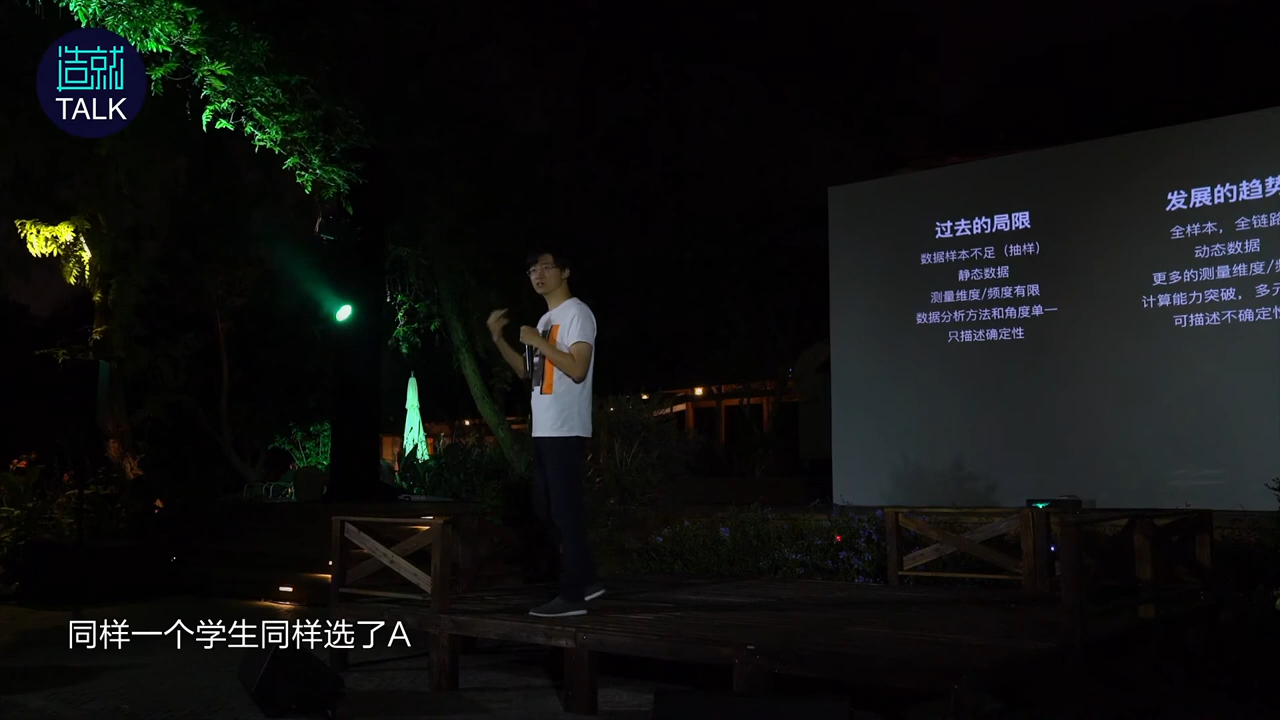 造就
TALK
过去的局限
数据样本不足（抽样）
静态数据
测量维度/频度有限
数据分析方法和角度单一
只描述确定性
发展的趋势
全样本，全链路
动态数据
更多的测量维度/
计算能力突破，多元
可描述不确定性
同样一个学生同样选了A